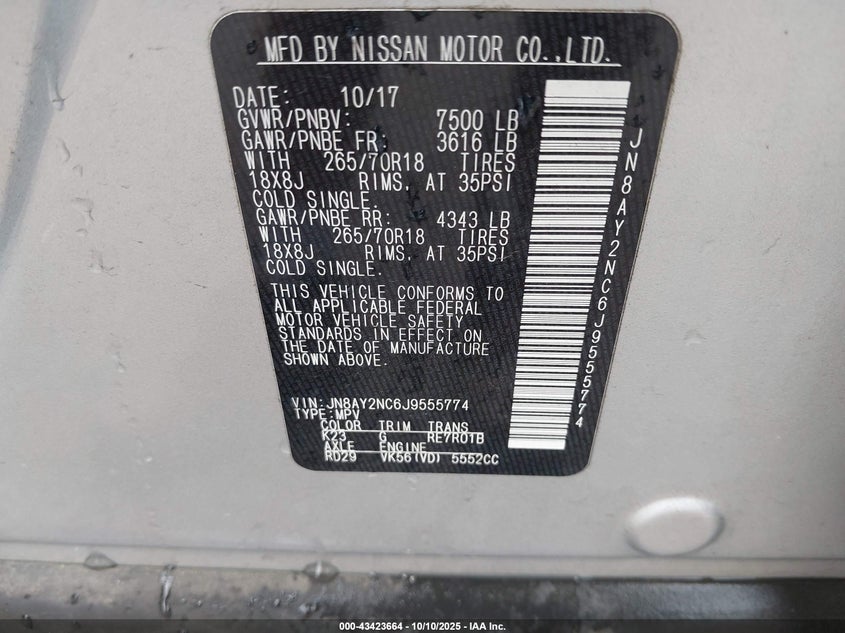 MFD BY NISSAN MOTOR CO.,LTD.
DATE: 10/17
GVWR/PNBV: 7500 LB
GAWR/PNBE FR: 3616 LB
WITH 265/70R18 TIRES
18X8J RIMS, AT 35PSI
COLD SINGLE.
GAWR/PNBE RR: 4343 LB
WITH 265/70R18 TIRES
18X8J RIMS, AT 35PSI
COLD SINGLE.
THIS VEHICLE CONFORMS TO
ALL APPLICABLE FEDERAL
MOTOR VEHICLE SAFETY
STANDARDS IN EFFECT ON
THE DATE OF MANUFACTURE
SHOWN ABOVE.
VIN:JN8AY2NC6J9555774
TYPE:MPV
COLOR TRIM TRANS
K23 G RE7R01B
AXLE ENGINE
RD29 VK56(VD) 5552CC
JN8AY2NC6J9555774
000-43423664 - 10/10/2025 - IAA Inc.